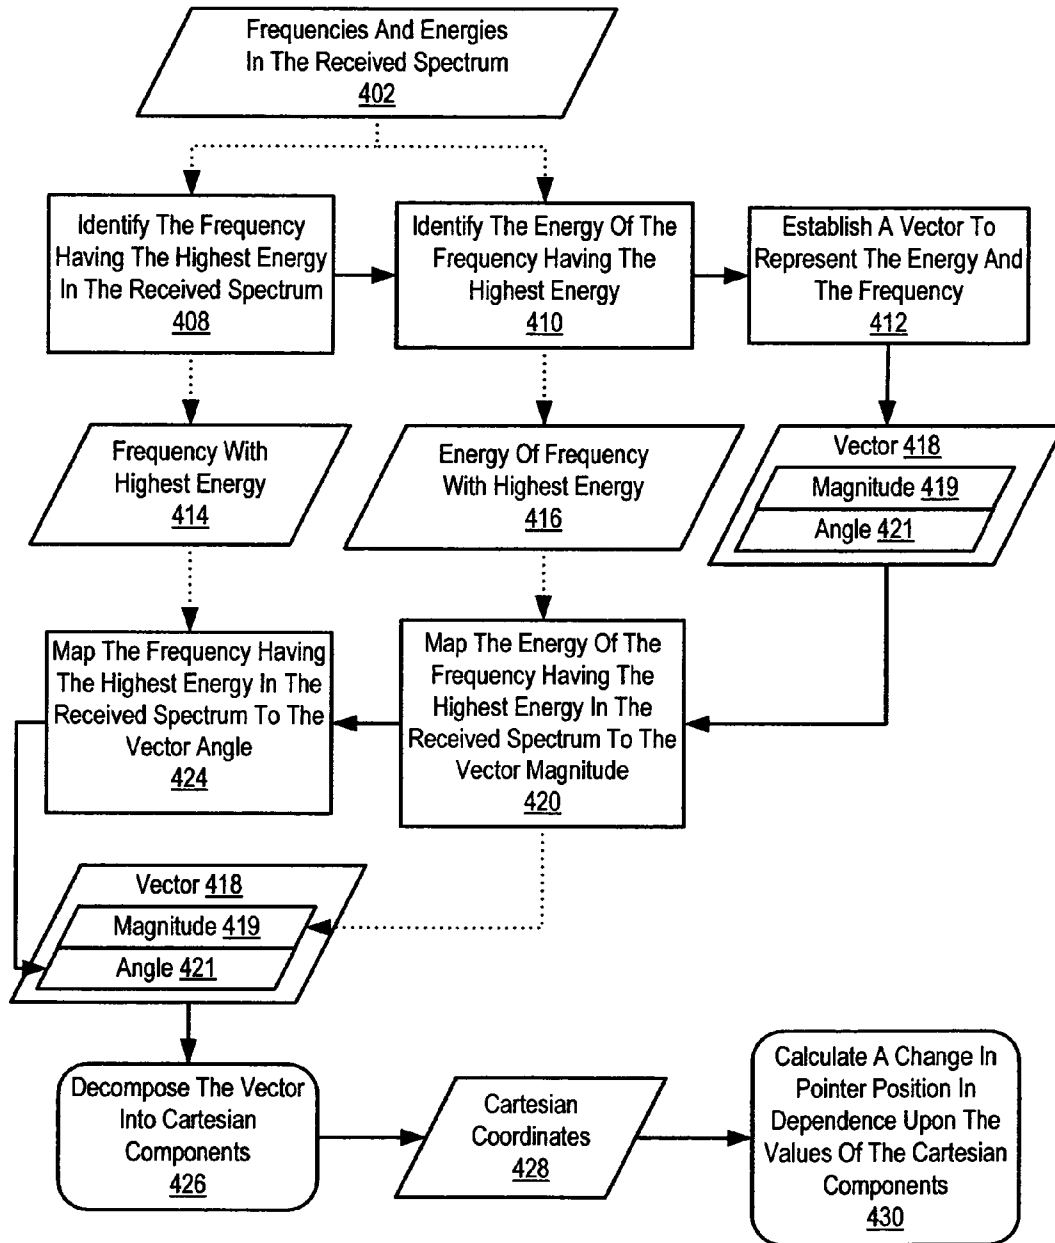 Frequencies And Energies
In The Received Spectrum
402
Identify The Frequency
Having The Highest Energy
In The Received Spectrum
408
Identify The Energy Of The
Frequency Having The
Highest Energy
410
Establish A Vector To
Represent The Energy And
The Frequency
412
Frequency With
Highest Energy
414
Energy Of Frequency
With Highest Energy
416
Vector 418
Magnitude 419
Angle 421
Map The Frequency Having
The Highest Energy In The
Received Spectrum To The
Vector Angle
424
Map The Energy Of The
Frequency Having The
Highest Energy In The
Received Spectrum To The
Vector Magnitude
420
Vector 418
Magnitude 419
Angle 421
Decompose The Vector
Into Cartesian
Components
426
Cartesian
Coordinates
428
Calculate A Change In
Pointer Position In
Dependence Upon The
Values Of The Cartesian
Components
430